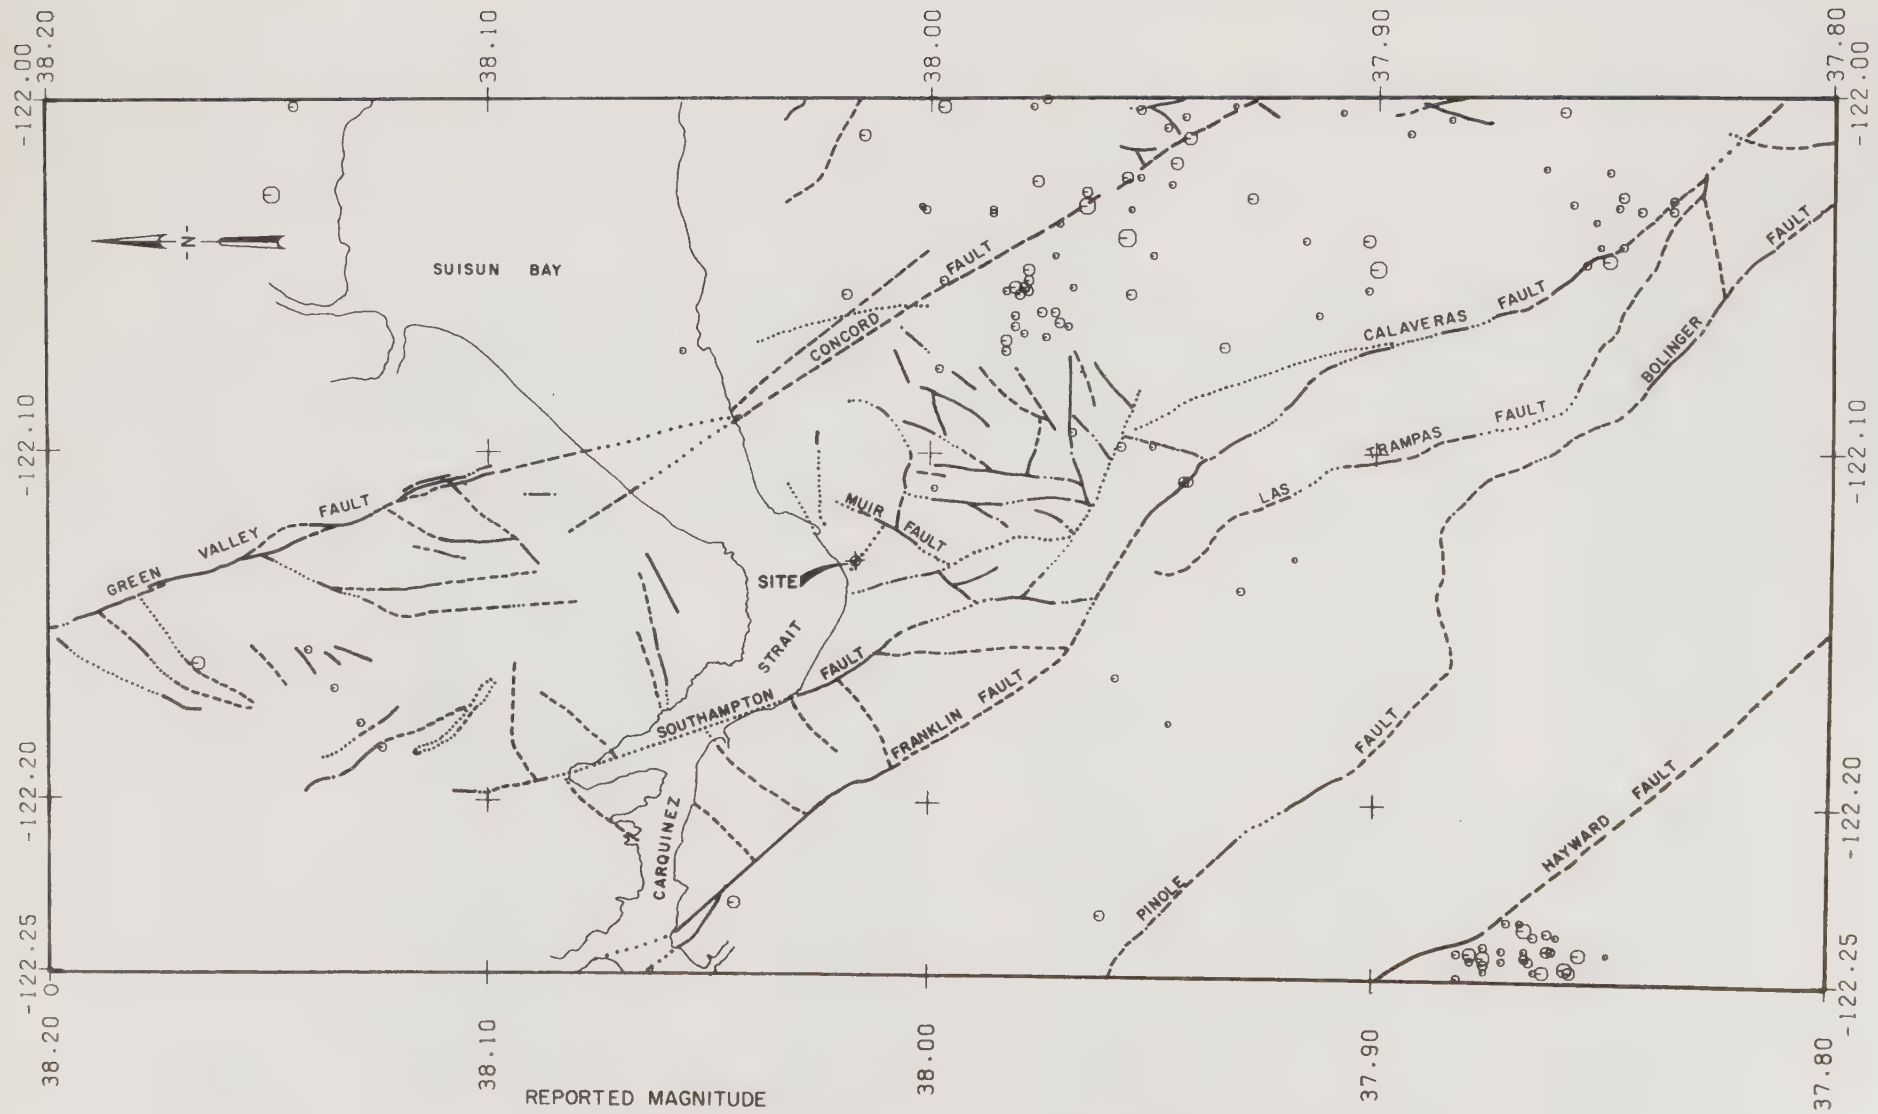 38.20
38.10
38.00
37.90
37.80
-122.00
-122.00
-N-
SUISUN BAY
CONCORD FAULT
CALAVERAS FAULT
BOLINGER FAULT
-122.10
-122.10
LAS TRAMPAS FAULT
GREEN VALLEY FAULT
MUIR FAULT
SITE
STRAIT
SOUTHAMPTON FAULT
FRANKLIN FAULT
PINOLE FAULT
HAYWARD FAULT
CARQUINEZ
-122.20
-122.20
-122.25
-122.25
0
38.20
38.10
38.00
37.90
37.80
REPORTED MAGNITUDE